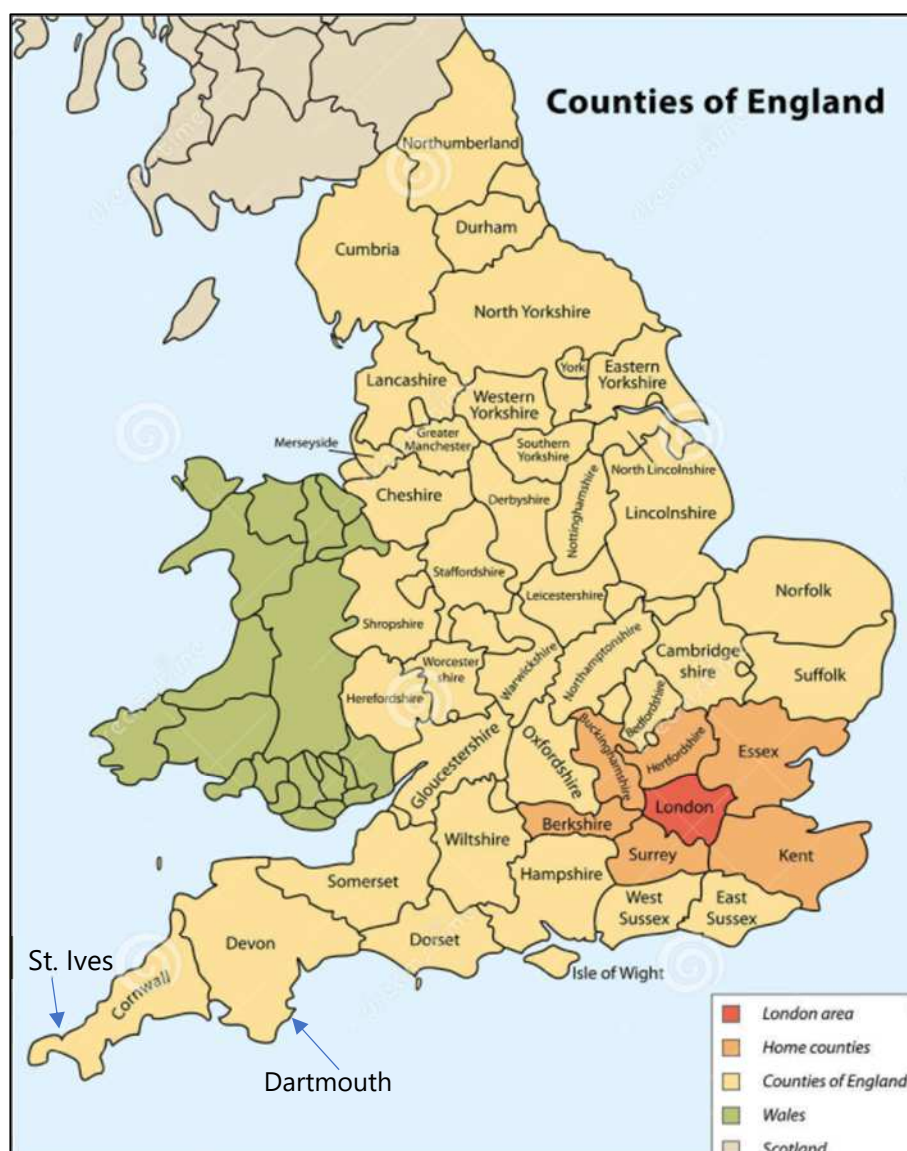 Counties of England
Northumberland
Durham
Cumbria
North Yorkshire
York
Eastern
Yorkshire
Lancashire
Western
Yorkshire
Merseyside
Greater
Manchester
Southern
Yorkshire
North Lincolnshire
Cheshire
Derbyshire
Nottinghamshire
Lincolnshire
Staffordshire
Leicestershire
Norfolk
Shropshire
Cambridge
shire
Suffolk
Worcester
shire
Warwickshire
Northamptonshire
Herefordshire
Bedfordshire
Gloucestershire
Oxfordshire
Buckinghamshire
Hertfordshire
Essex
London
Berkshire
Wiltshire
Surrey
Kent
Somerset
Hampshire
West
Sussex
East
Sussex
Devon
Dorset
Isle of Wight
St. Ives
Cornwall
Dartmouth
London area
Home counties
Counties of England
Wales
Scotland